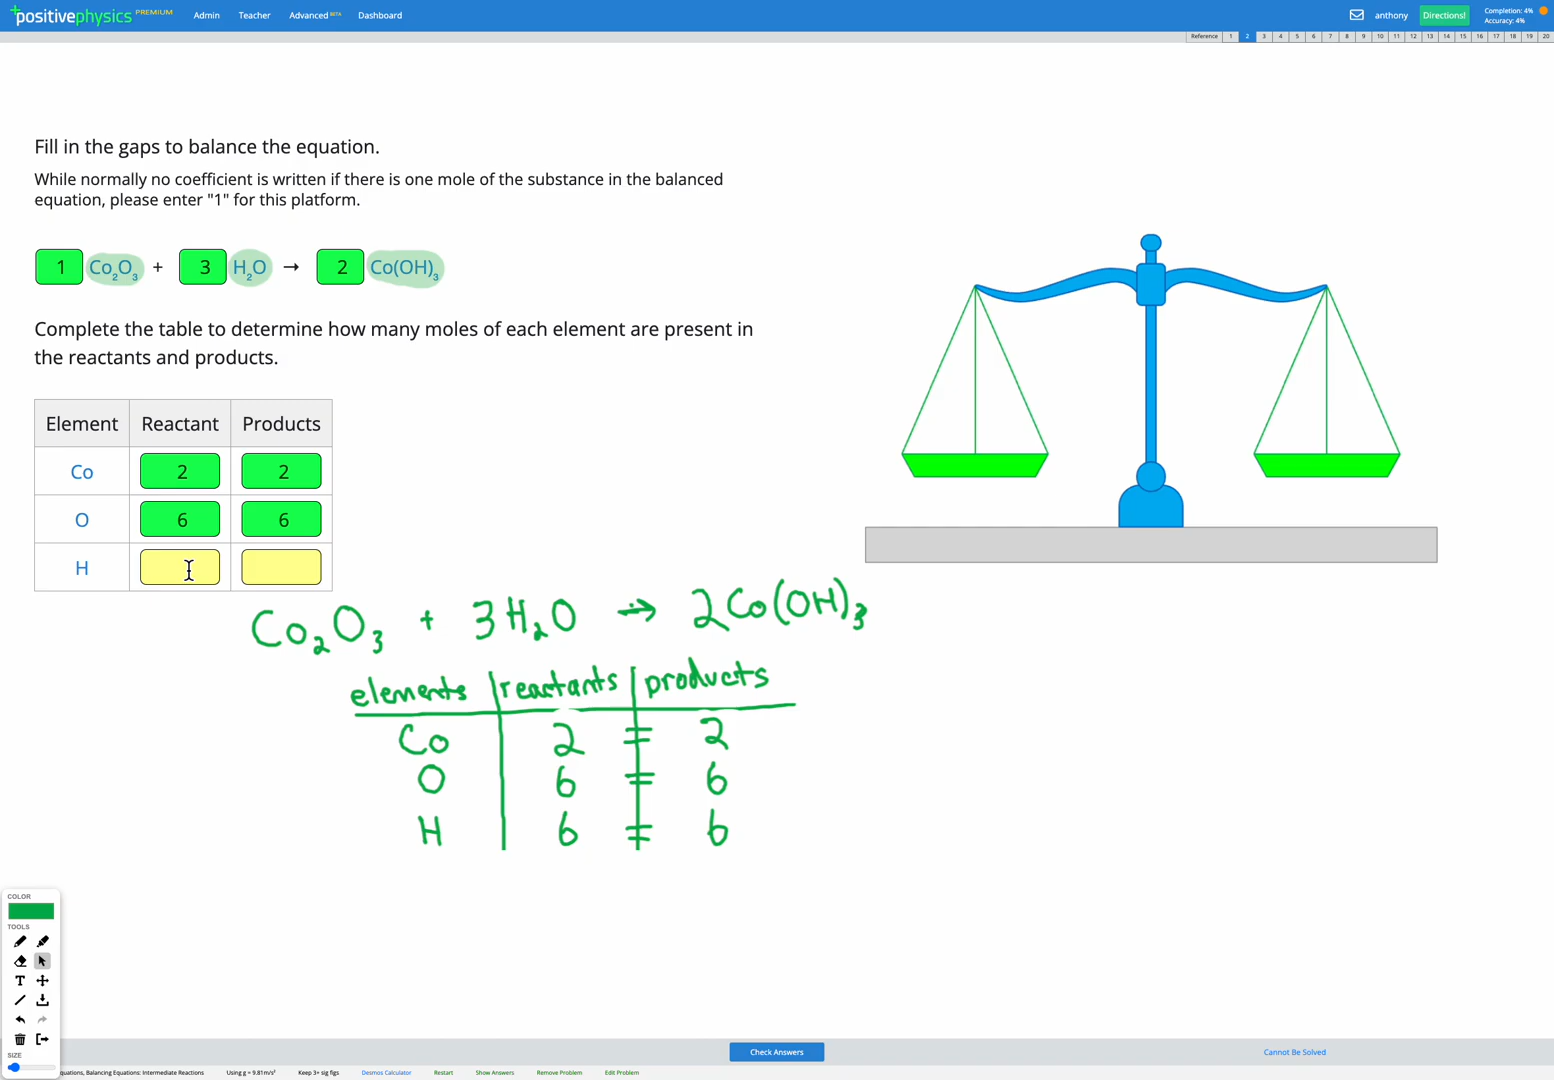 +positivephysics PREMIUM Admin Teacher Advanced BETA Dashboard anthony Directions! Completion: 4%
Accuracy: 4%
Reference 1 2 3 4 5 6 7 8 9 10 11 12 13 14 15 16 17 18 19 20
Fill in the gaps to balance the equation.
While normally no coefficient is written if there is one mole of the substance in the balanced
equation, please enter "1" for this platform.
1 Co₂O₃ + 3 H₂O → 2 Co(OH)₃
Complete the table to determine how many moles of each element are present in
the reactants and products.
Element Reactant Products
Co 2 2
O 6 6
H
Co₂O₃ + 3H₂O → 2Co(OH)₃
elements reactants products
Co 2 = 2
O 6 = 6
H 6 = 6
COLOR
TOOLS
T
SIZE
Check Answers Cannot Be Solved
equations, Balancing Equations: Intermediate Reactions Using g = 9.81m/s² Keep 3+ sig figs Desmos Calculator Restart Show Answers Remove Problem Edit Problem